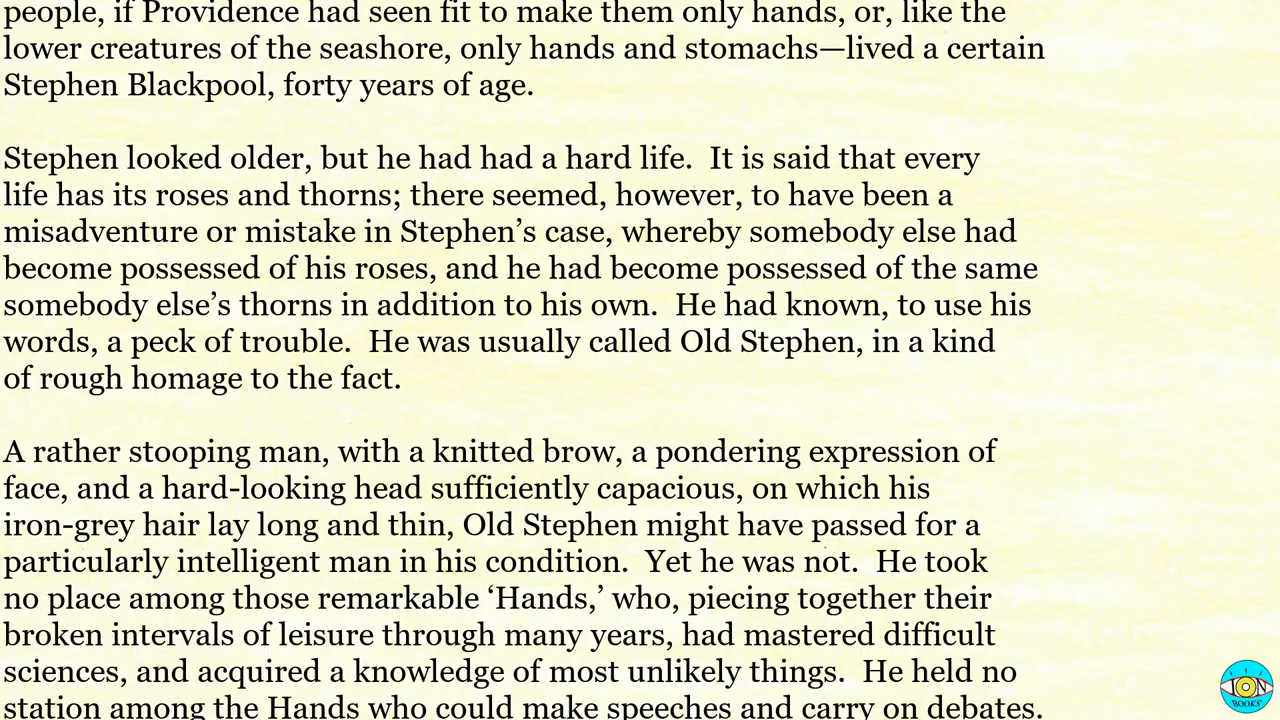 people, if Providence had seen fit to make them only hands, or, like the
lower creatures of the seashore, only hands and stomachs—lived a certain
Stephen Blackpool, forty years of age.
Stephen looked older, but he had had a hard life.  It is said that every
life has its roses and thorns; there seemed, however, to have been a
misadventure or mistake in Stephen’s case, whereby somebody else had
become possessed of his roses, and he had become possessed of the same
somebody else’s thorns in addition to his own.  He had known, to use his
words, a peck of trouble.  He was usually called Old Stephen, in a kind
of rough homage to the fact.
A rather stooping man, with a knitted brow, a pondering expression of
face, and a hard-looking head sufficiently capacious, on which his
iron-grey hair lay long and thin, Old Stephen might have passed for a
particularly intelligent man in his condition.  Yet he was not.  He took
no place among those remarkable ‘Hands,’ who, piecing together their
broken intervals of leisure through many years, had mastered difficult
sciences, and acquired a knowledge of most unlikely things.  He held no
station among the Hands who could make speeches and carry on debates.
ION
BOOKS